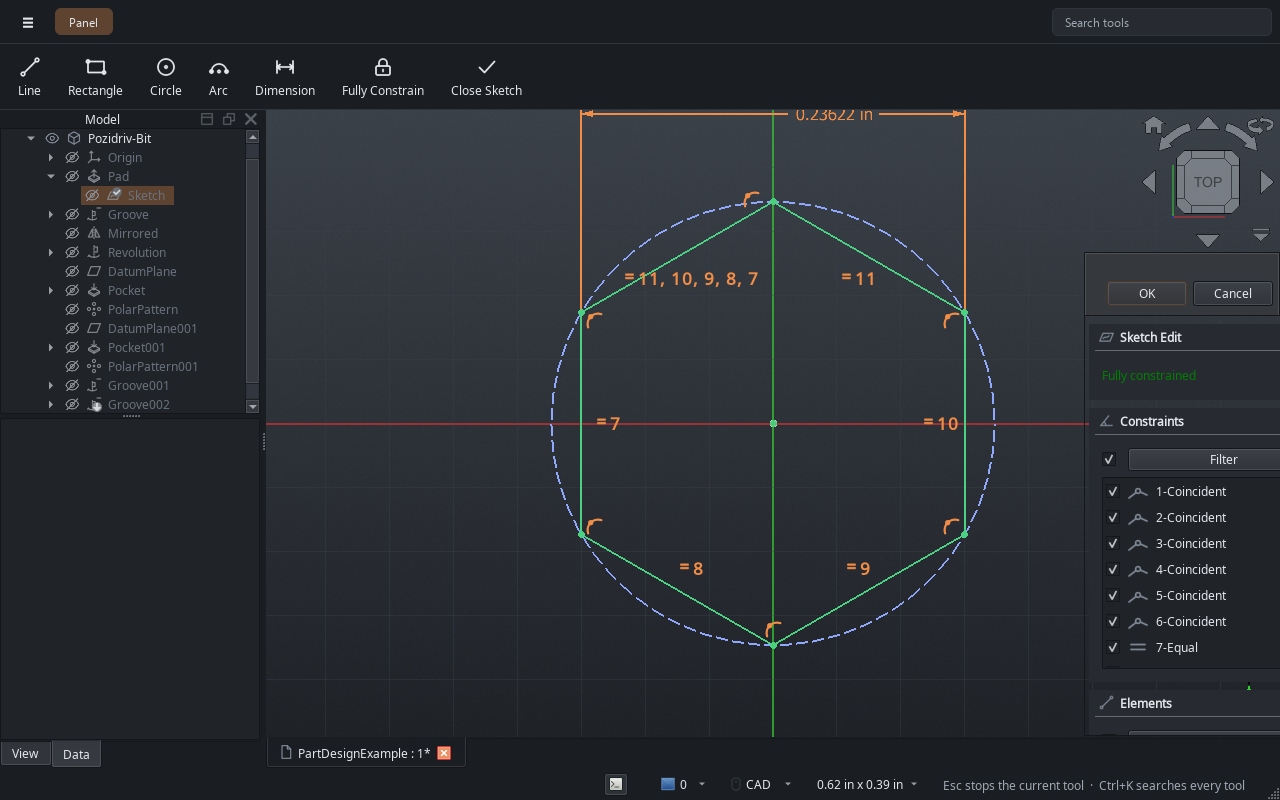 Panel
Search tools
Line
Rectangle
Circle
Arc
Dimension
Fully Constrain
Close Sketch
Model
Pozidriv-Bit
Origin
Pad
Sketch
Groove
Mirrored
Revolution
DatumPlane
Pocket
PolarPattern
DatumPlane001
Pocket001
PolarPattern001
Groove001
Groove002
View
Data
0.23622 in
=11, 10, 9, 8, 7
=11
=7
=10
=8
=9
TOP
OK
Cancel
Sketch Edit
Fully constrained
Constraints
Filter
1-Coincident
2-Coincident
3-Coincident
4-Coincident
5-Coincident
6-Coincident
7-Equal
Elements
PartDesignExample : 1*
0
CAD
0.62 in x 0.39 in
Esc stops the current tool · Ctrl+K searches every tool